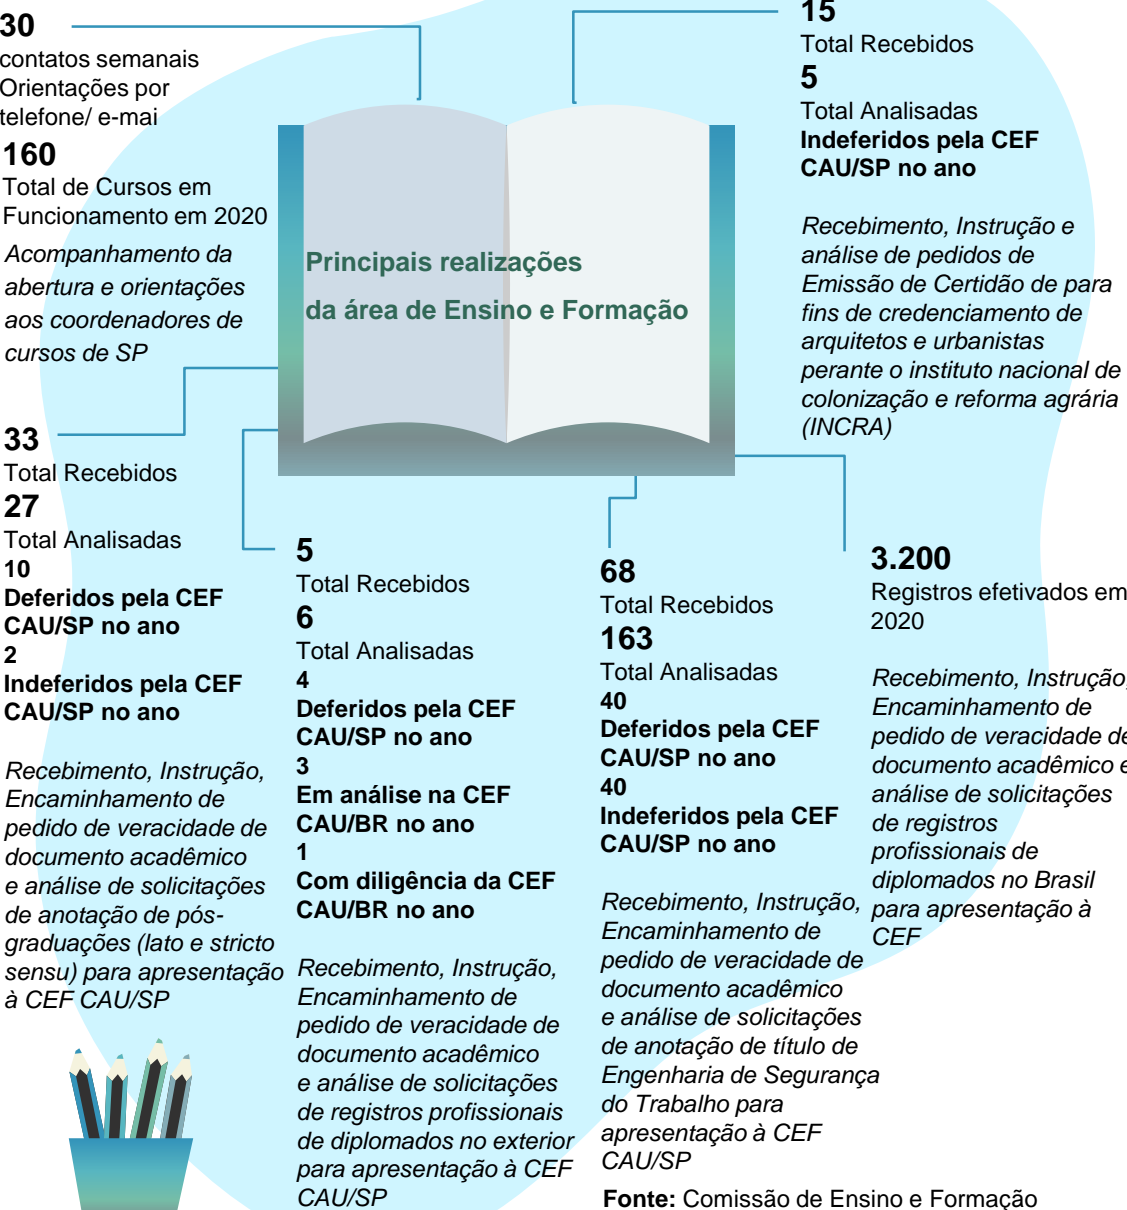 30
contatos semanais
Orientações por
telefone/ e-mai
160
Total de Cursos em
Funcionamento em 2020
Acompanhamento da
abertura e orientações
aos coordenadores de
cursos de SP
15
Total Recebidos
5
Total Analisadas
Indeferidos pela CEF
CAU/SP no ano
Recebimento, Instrução e
análise de pedidos de
Emissão de Certidão de para
fins de credenciamento de
arquitetos e urbanistas
perante o instituto nacional de
colonização e reforma agrária
(INCRA)
Principais realizações
da área de Ensino e Formação
33
Total Recebidos
27
Total Analisadas
10
Deferidos pela CEF
CAU/SP no ano
2
Indeferidos pela CEF
CAU/SP no ano
Recebimento, Instrução,
Encaminhamento de
pedido de veracidade de
documento acadêmico
e análise de solicitações
de anotação de pós-
graduações (lato e stricto
sensu) para apresentação
à CEF CAU/SP
5
Total Recebidos
6
Total Analisadas
4
Deferidos pela CEF
CAU/SP no ano
3
Em análise na CEF
CAU/BR no ano
1
Com diligência da CEF
CAU/BR no ano
Recebimento, Instrução,
Encaminhamento de
pedido de veracidade de
documento acadêmico
e análise de solicitações
de registros profissionais
de diplomados no exterior
para apresentação à CEF
CAU/SP
68
Total Recebidos
163
Total Analisadas
40
Deferidos pela CEF
CAU/SP no ano
40
Indeferidos pela CEF
CAU/SP no ano
Recebimento, Instrução,
Encaminhamento de
pedido de veracidade de
documento acadêmico
e análise de solicitações
de anotação de título de
Engenharia de Segurança
do Trabalho para
apresentação à CEF
CAU/SP
3.200
Registros efetivados em
2020
Recebimento, Instrução,
Encaminhamento de
pedido de veracidade de
documento acadêmico e
análise de solicitações
de registros
profissionais de
diplomados no Brasil
para apresentação à
CEF
Fonte: Comissão de Ensino e Formação